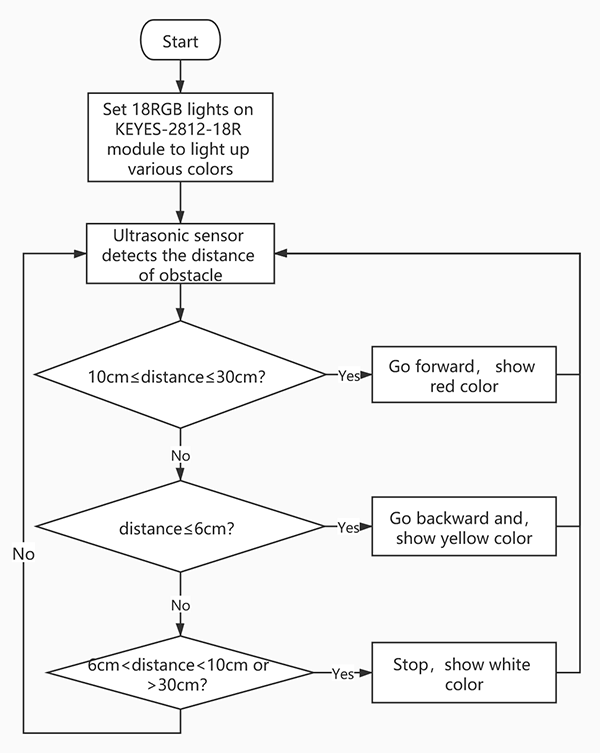 Start
Set 18RGB lights on
KEYES-2812-18R
module to light up
various colors
Ultrasonic sensor
detects the distance
of obstacle
10cm≤distance≤30cm?
Yes
Go forward， show
red color
No
distance≤6cm?
Yes
Go backward and，
show yellow color
No
No
6cm<distance<10cm or
>30cm?
Yes
Stop，show white
color